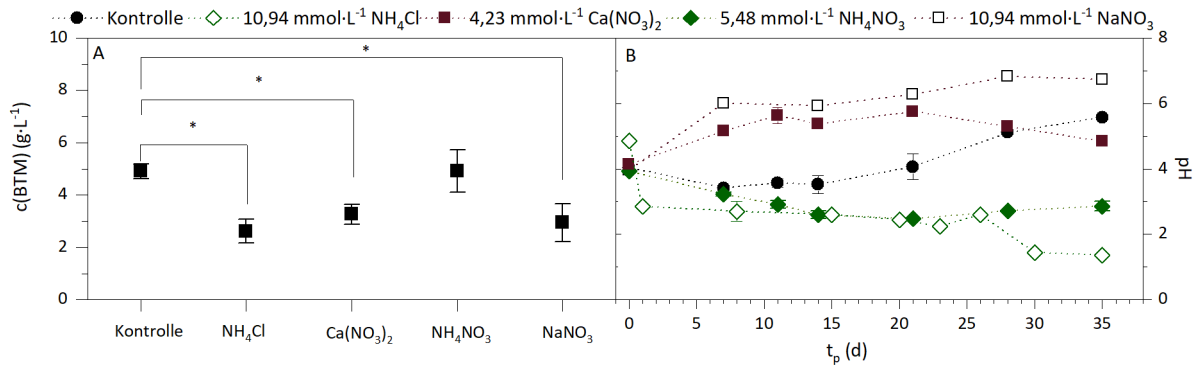 Kontrolle 10,94 mmol·L⁻¹ NH₄Cl 4,23 mmol·L⁻¹ Ca(NO₃)₂ 5,48 mmol·L⁻¹ NH₄NO₃ 10,94 mmol·L⁻¹ NaNO₃
A
c(BTM) (g·L⁻¹)
10
8
6
4
2
0
*
*
*
Kontrolle NH₄Cl Ca(NO₃)₂ NH₄NO₃ NaNO₃
B
8
6
4
2
0
pH
0 5 10 15 20 25 30 35
tₚ (d)